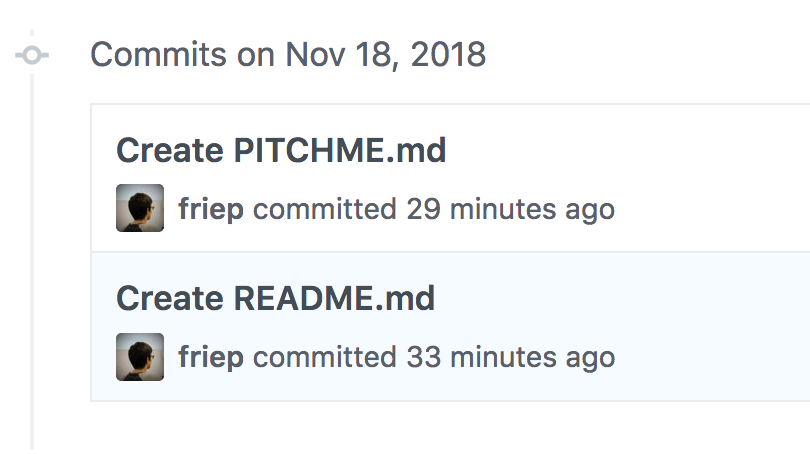 Commits on Nov 18, 2018
Create PITCHME.md
friep committed 29 minutes ago
Create README.md
friep committed 33 minutes ago